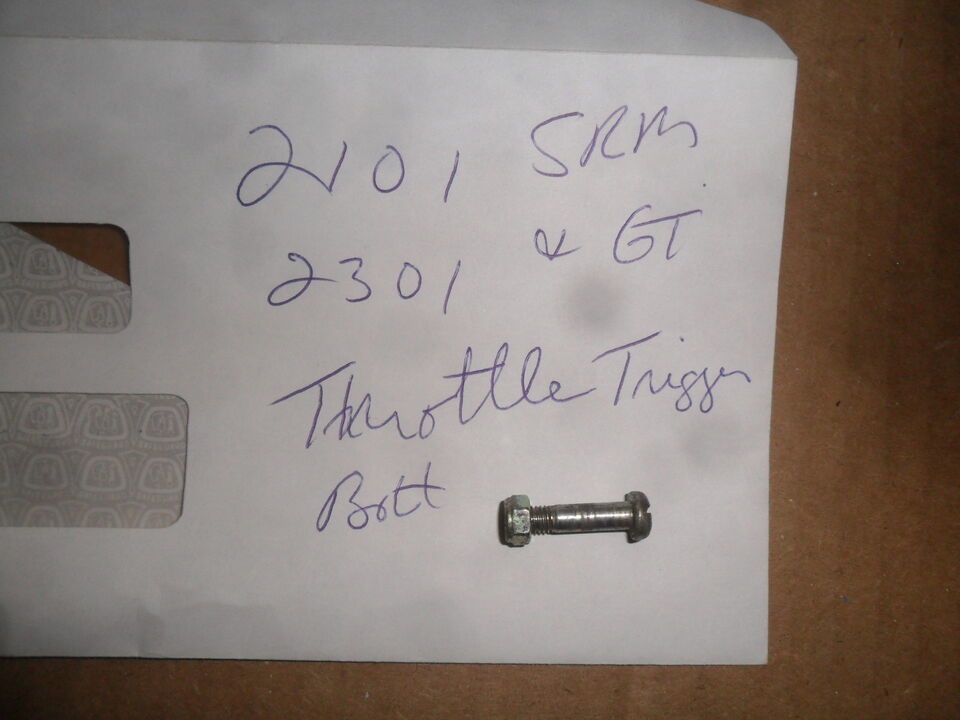 2101 SRM
2301 & GT
Throttle Trigger
Bolt